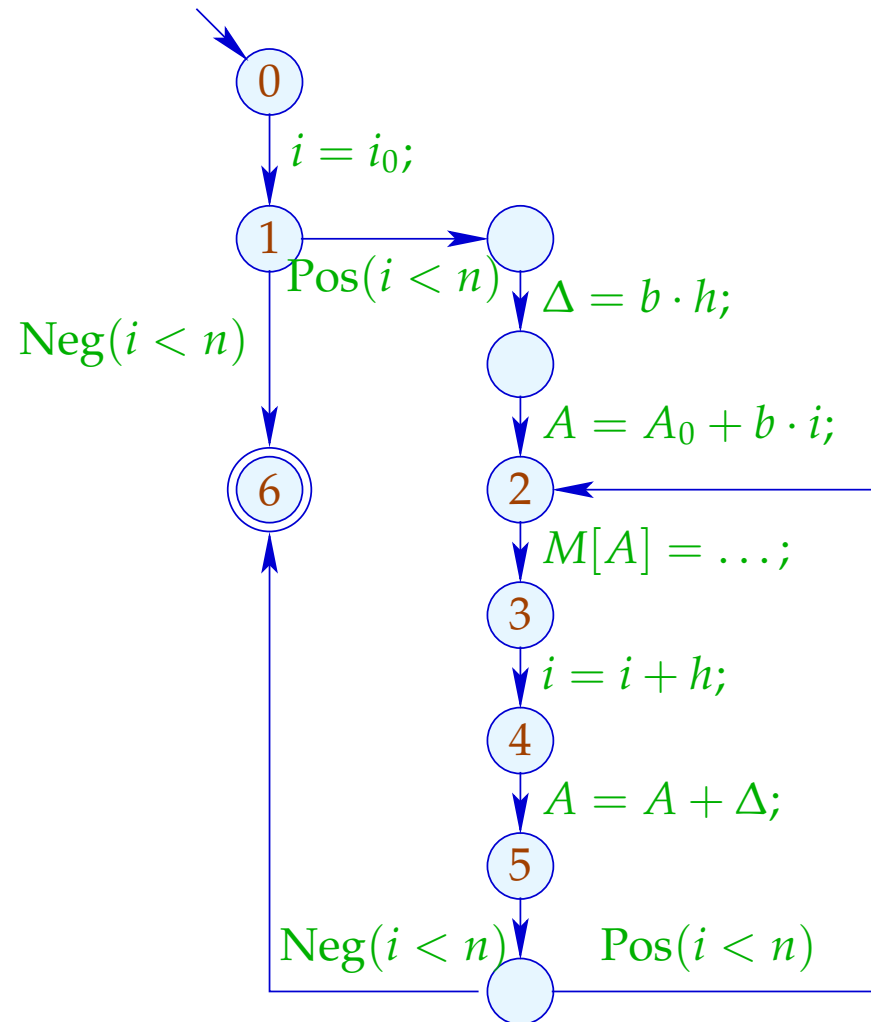 0
i = i₀;
1
Pos(i < n)
Δ = b · h;
Neg(i < n)
A = A₀ + b · i;
6
2
M[A] = . . . ;
3
i = i + h;
4
A = A + Δ;
5
Neg(i < n)
Pos(i < n)